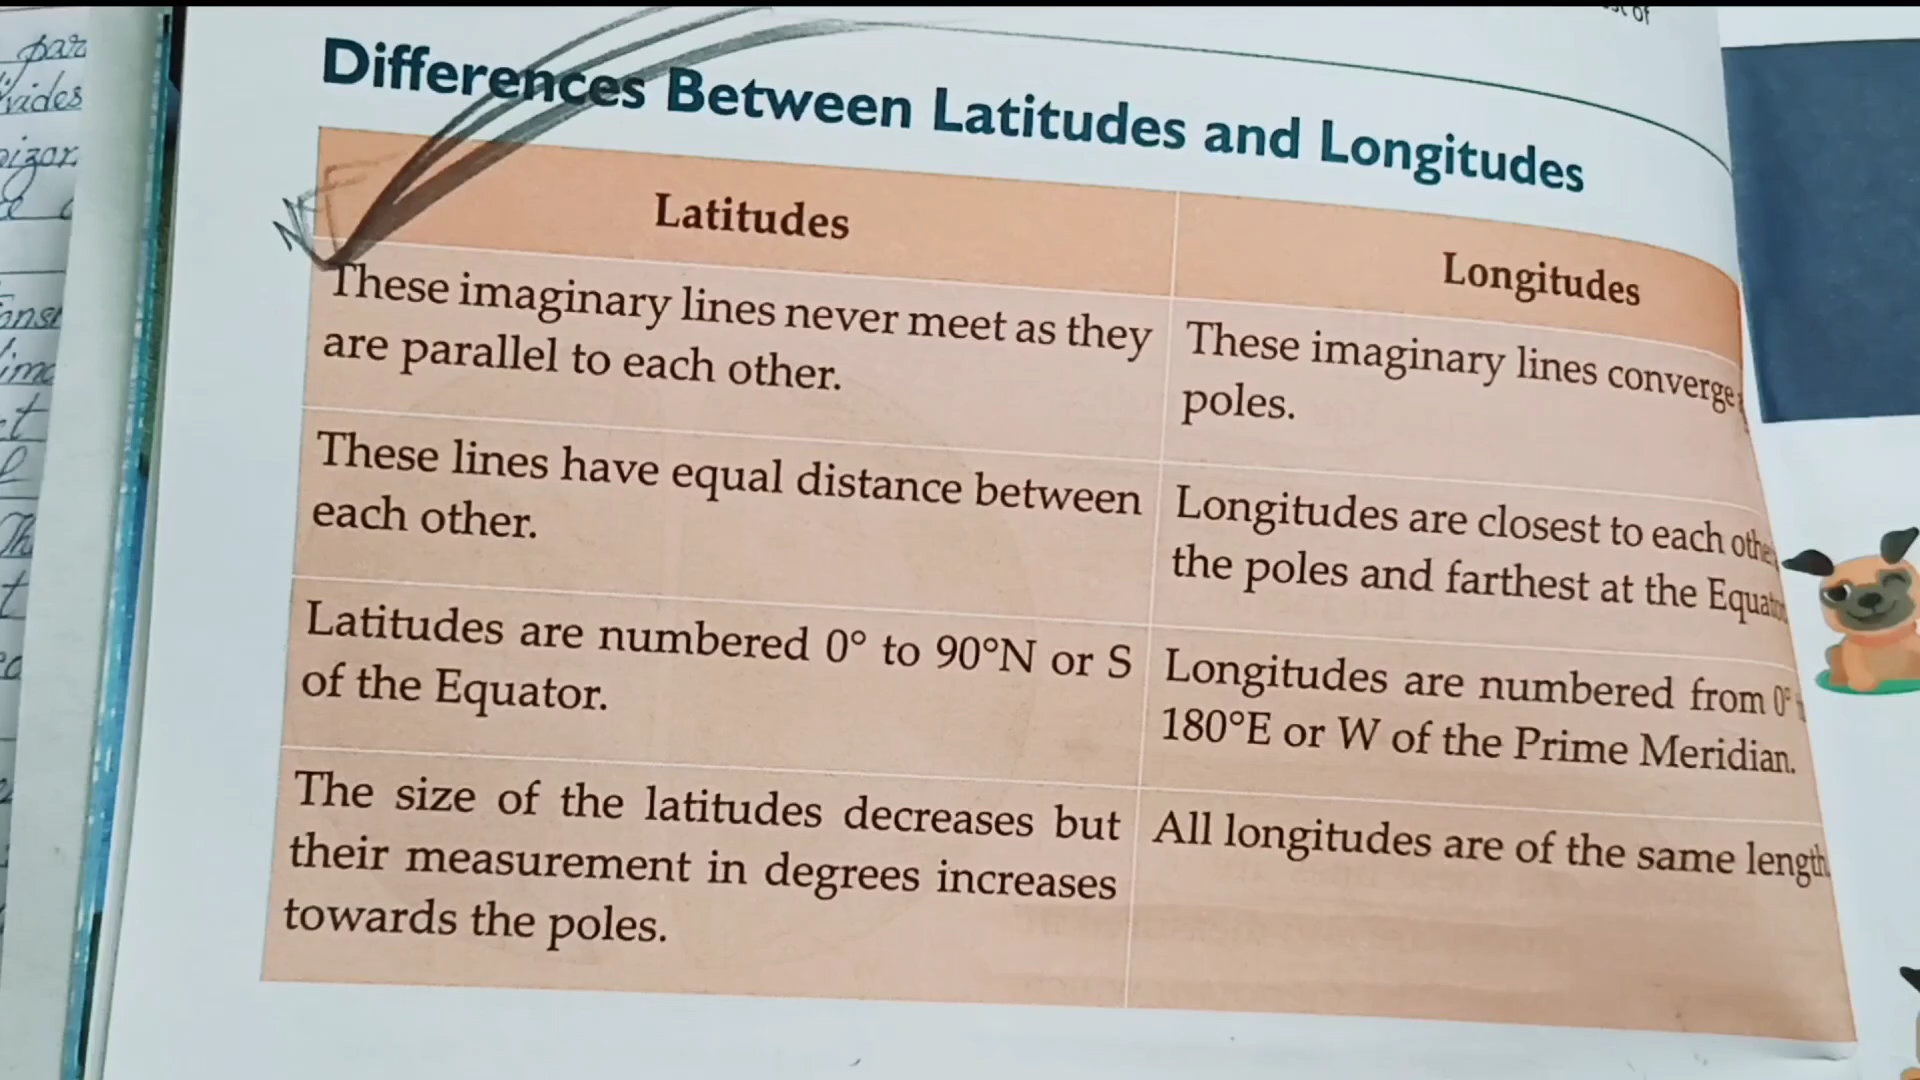 Differences Between Latitudes and Longitudes
Latitudes
These imaginary lines never meet as they
are parallel to each other.
These lines have equal distance between
each other.
Latitudes are numbered 0° to 90°N or S
of the Equator.
The size of the latitudes decreases but
their measurement in degrees increases
towards the poles.
Longitudes
These imaginary lines converge
poles.
Longitudes are closest to each
the poles and farthest at the
Longitudes are numbered from 0°
180°E or W of the Prime Meridian.
All longitudes are of the same length
par
vides
t
t